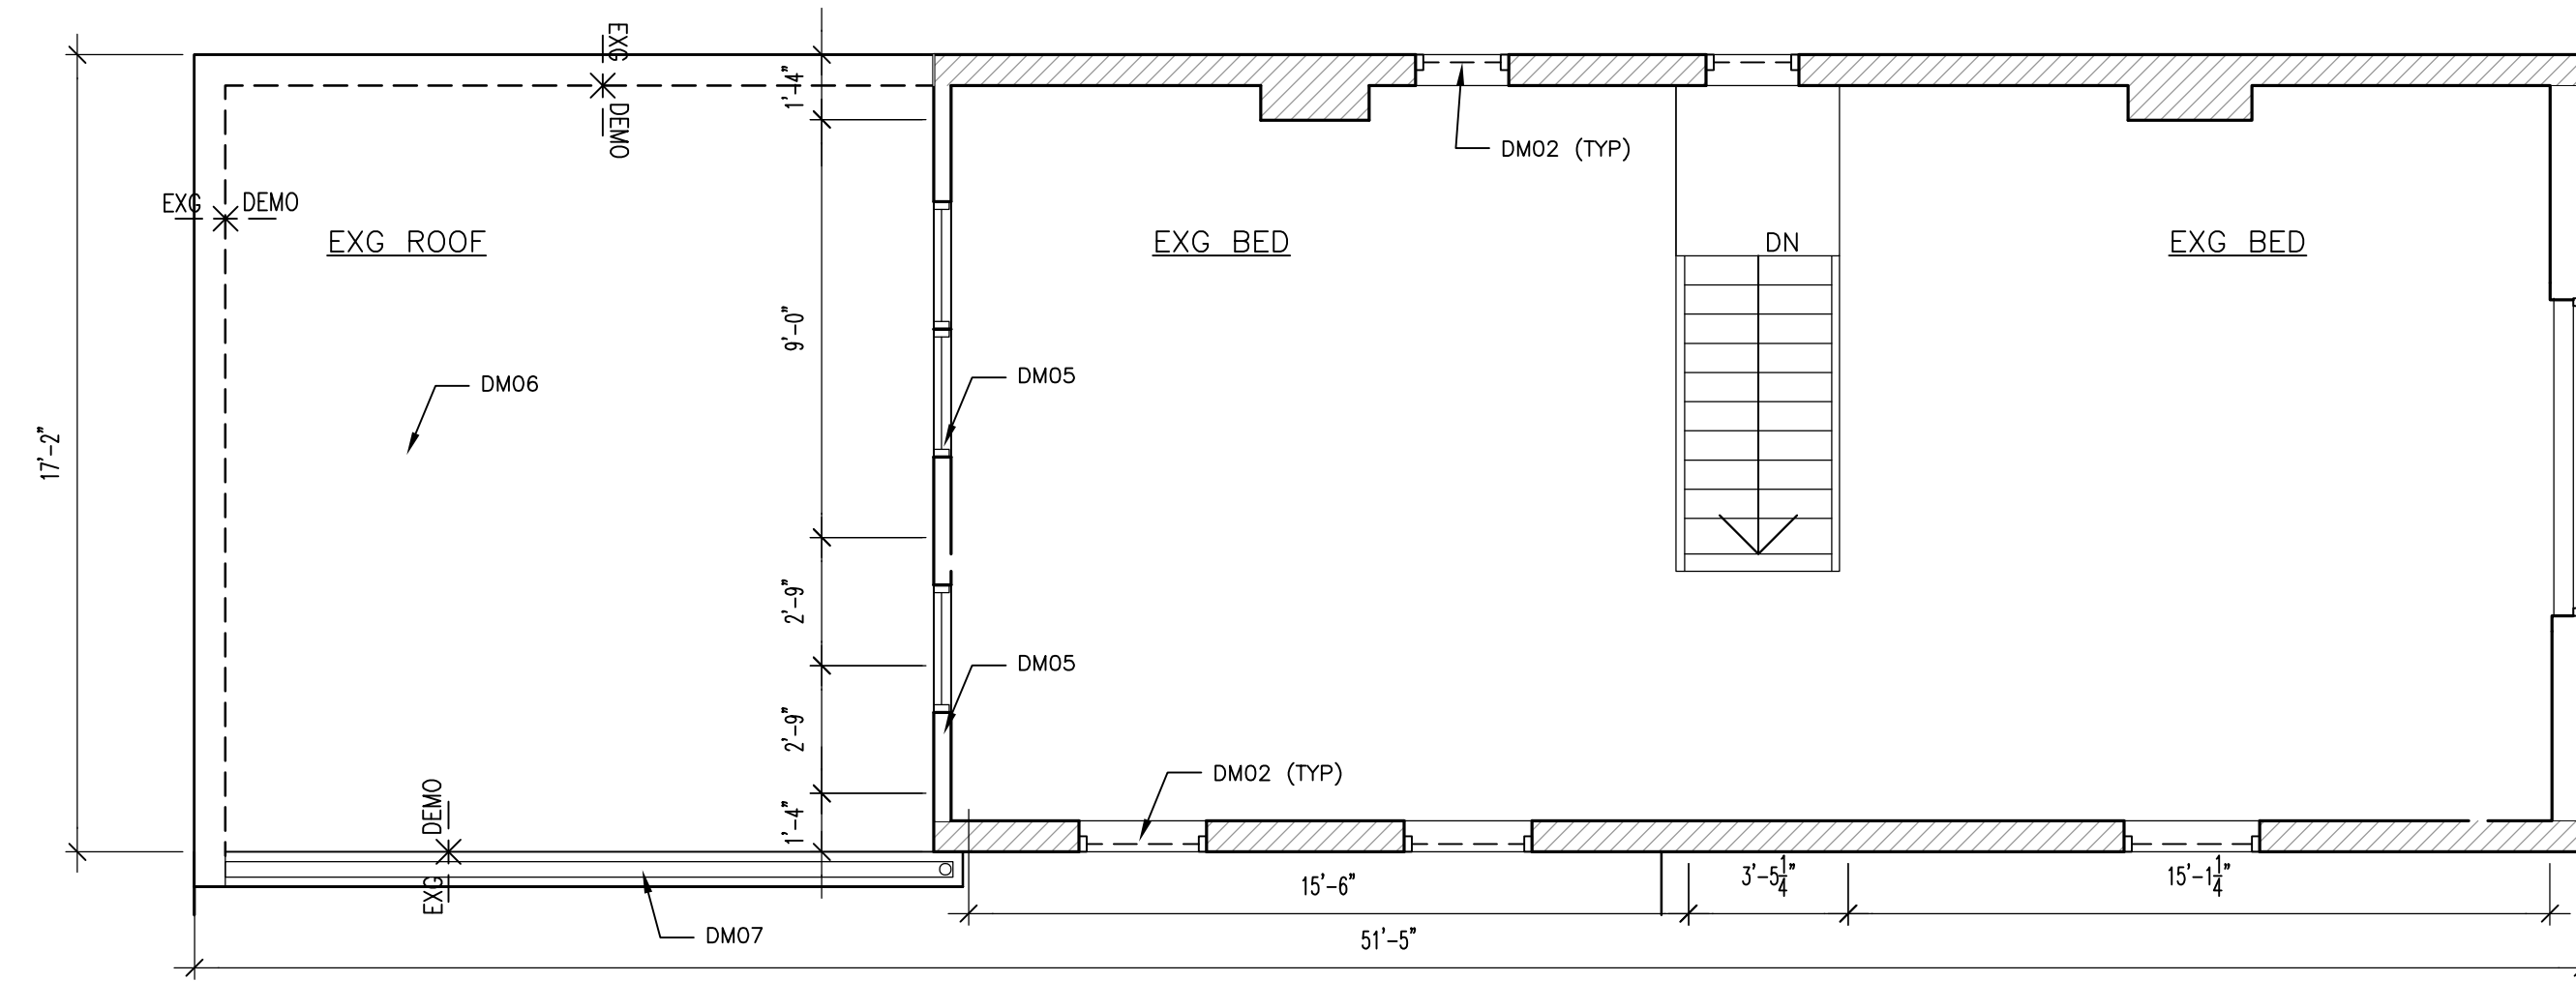 EXG
DEMO
1'-4"
DM02 (TYP)
EXG DEMO
EXG ROOF
EXG BED
DN
EXG BED
9'-0"
DM06
DM05
17'-2"
2'-9"
DM05
2'-9"
DM02 (TYP)
1'-4"
DEMO
EXG
15'-6"
3'-5 1/4"
15'-1 1/4"
DM07
51'-5"